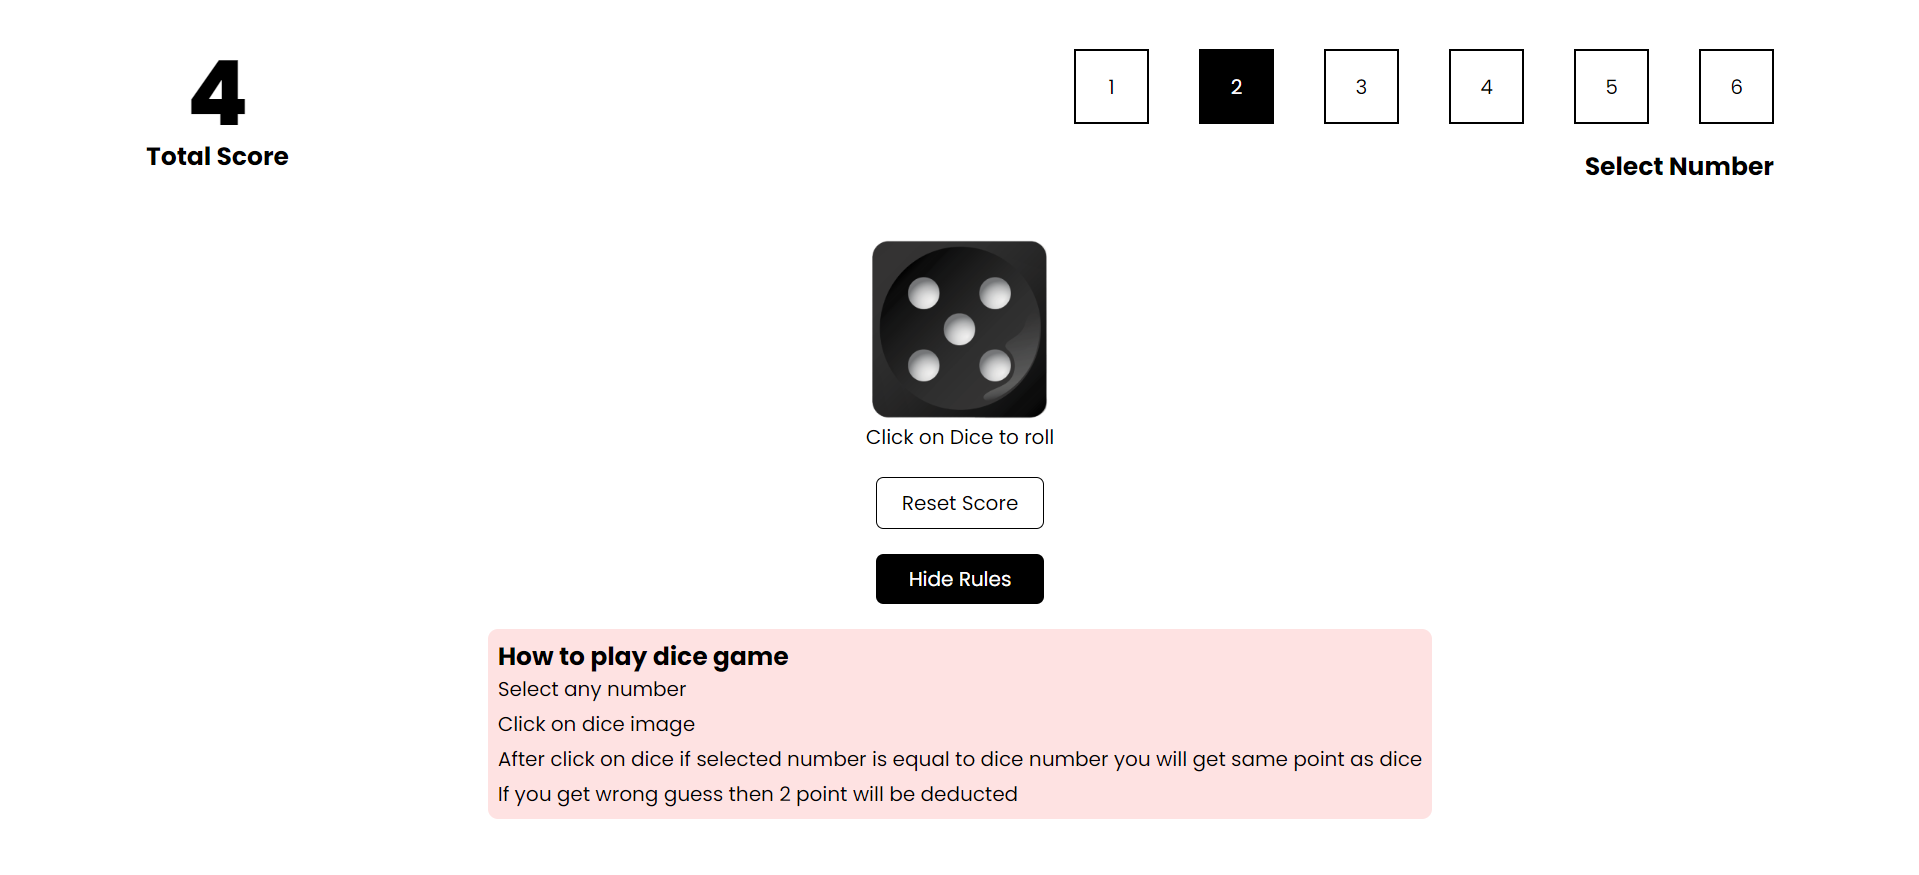 4
Total Score
1 2 3 4 5 6
Select Number
Click on Dice to roll
Reset Score
Hide Rules
How to play dice game
Select any number
Click on dice image
After click on dice if selected number is equal to dice number you will get same point as dice
If you get wrong guess then 2 point will be deducted